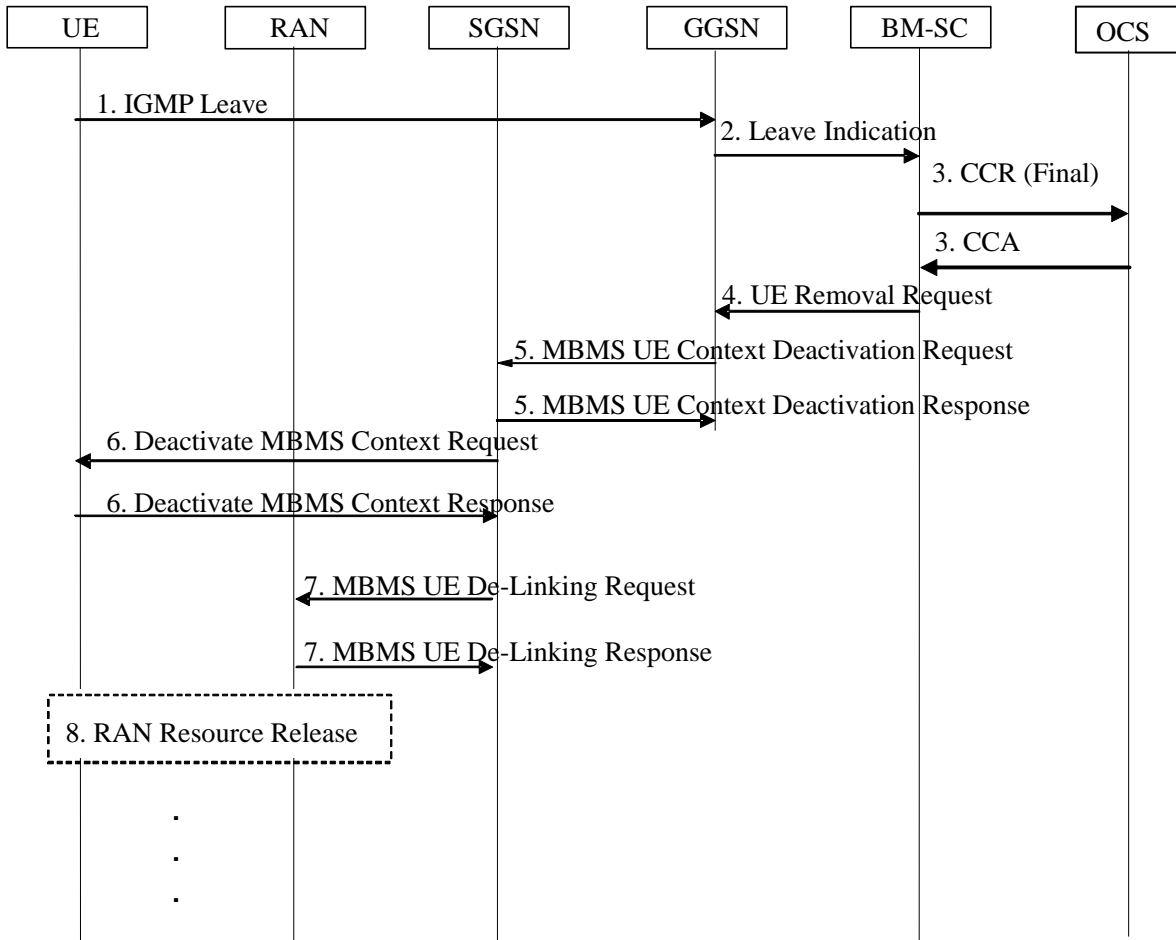 UE
RAN
SGSN
GGSN
BM-SC
OCS
1. IGMP Leave
2. Leave Indication
3. CCR (Final)
3. CCA
4. UE Removal Request
5. MBMS UE Context Deactivation Request
5. MBMS UE Context Deactivation Response
6. Deactivate MBMS Context Request
6. Deactivate MBMS Context Response
7. MBMS UE De-Linking Request
7. MBMS UE De-Linking Response
8. RAN Resource Release
.
.
.